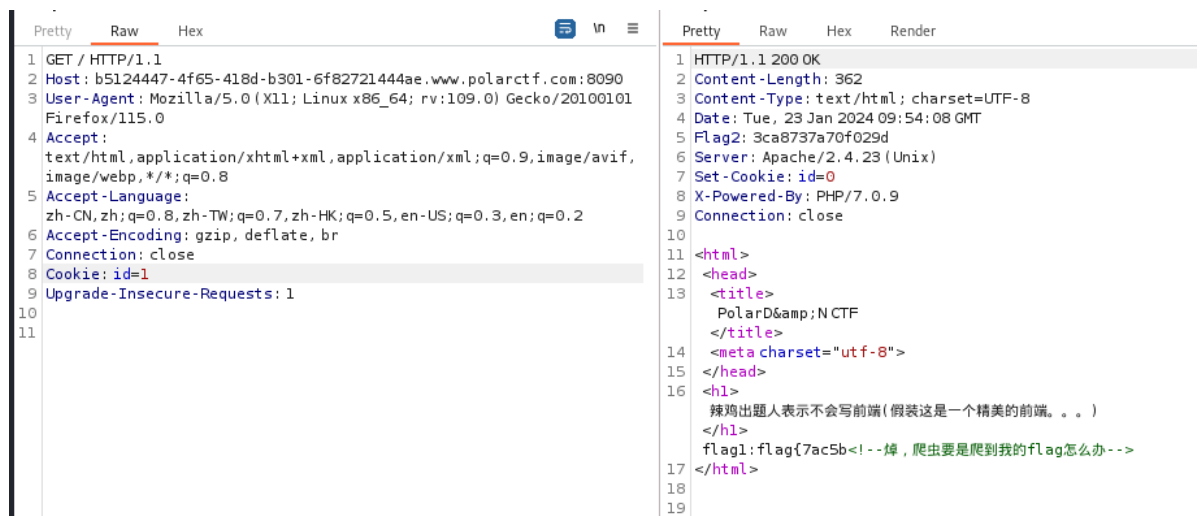 Pretty Raw Hex \n ≡
1 GET / HTTP/1.1
2 Host: b5124447-4f65-418d-b301-6f82721444ae.www.polarctf.com:8090
3 User-Agent: Mozilla/5.0 (X11; Linux x86_64; rv:109.0) Gecko/20100101
Firefox/115.0
4 Accept:
text/html,application/xhtml+xml,application/xml;q=0.9,image/avif,
image/webp,*/*;q=0.8
5 Accept-Language:
zh-CN,zh;q=0.8,zh-TW;q=0.7,zh-HK;q=0.5,en-US;q=0.3,en;q=0.2
6 Accept-Encoding: gzip, deflate, br
7 Connection: close
8 Cookie: id=1
9 Upgrade-Insecure-Requests: 1
10
11
Pretty Raw Hex Render
1 HTTP/1.1 200 OK
2 Content-Length: 362
3 Content-Type: text/html; charset=UTF-8
4 Date: Tue, 23 Jan 2024 09:54:08 GMT
5 Flag2: 3ca8737a70f029d
6 Server: Apache/2.4.23 (Unix)
7 Set-Cookie: id=0
8 X-Powered-By: PHP/7.0.9
9 Connection: close
10
11 <html>
12 <head>
13 <title>
PolarD&amp;N CTF
</title>
14 <meta charset="utf-8">
15 </head>
16 <h1>
辣鸡出题人表示不会写前端(假装这是一个精美的前端。。。)
</h1>
flag1:flag{7ac5b<!--焯，爬虫要是爬到我的flag怎么办-->
17 </html>
18
19